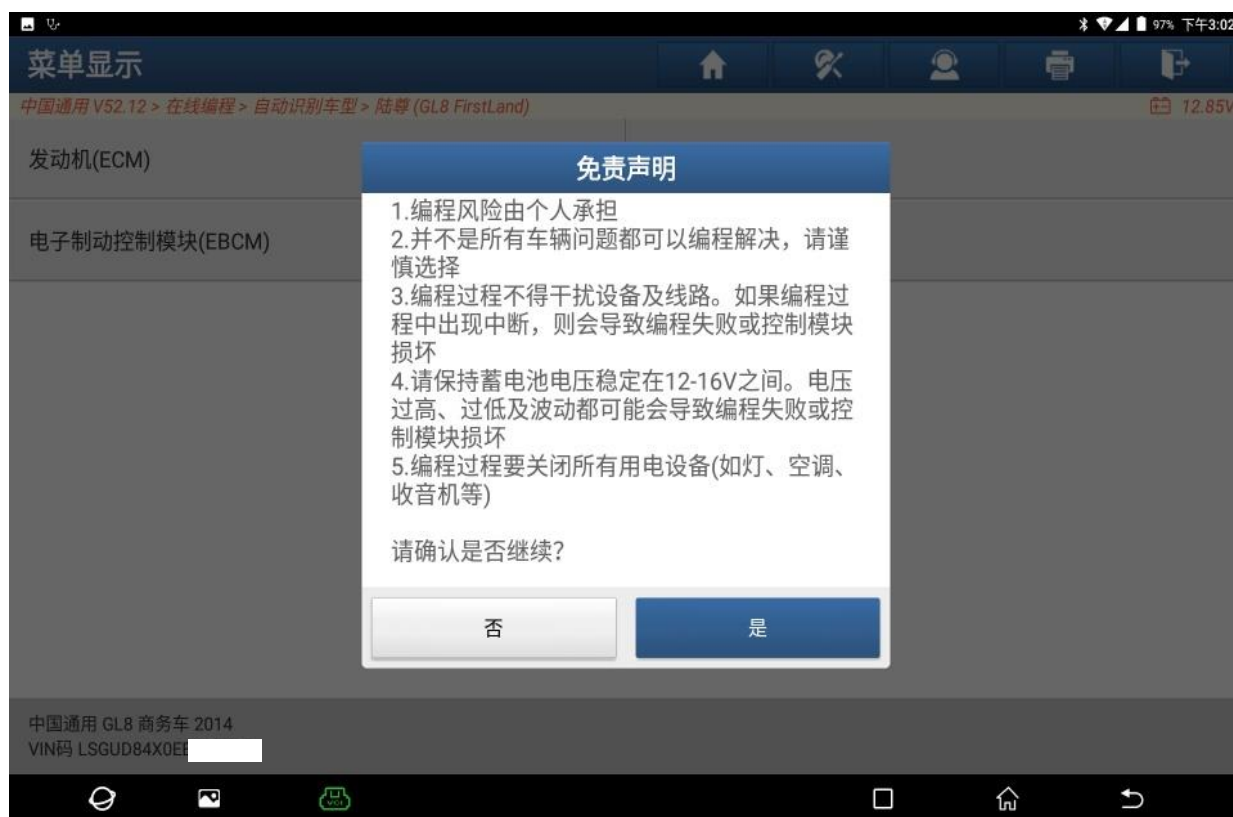 97% 下午3:02
菜单显示
中国通用 V52.12 > 在线编程 > 自动识别车型 > 陆尊 (GL8 FirstLand)
12.85V
发动机(ECM)
电子制动控制模块(EBCM)
免责声明
1.编程风险由个人承担
2.并不是所有车辆问题都可以编程解决，请谨
慎选择
3.编程过程不得干扰设备及线路。如果编程过
程中出现中断，则会导致编程失败或控制模块
损坏
4.请保持蓄电池电压稳定在12-16V之间。电压
过高、过低及波动都可能会导致编程失败或控
制模块损坏
5.编程过程要关闭所有用电设备(如灯、空调、
收音机等)
请确认是否继续?
否
是
中国通用 GL8 商务车 2014
VIN码 LSGUD84X0EE
VCI